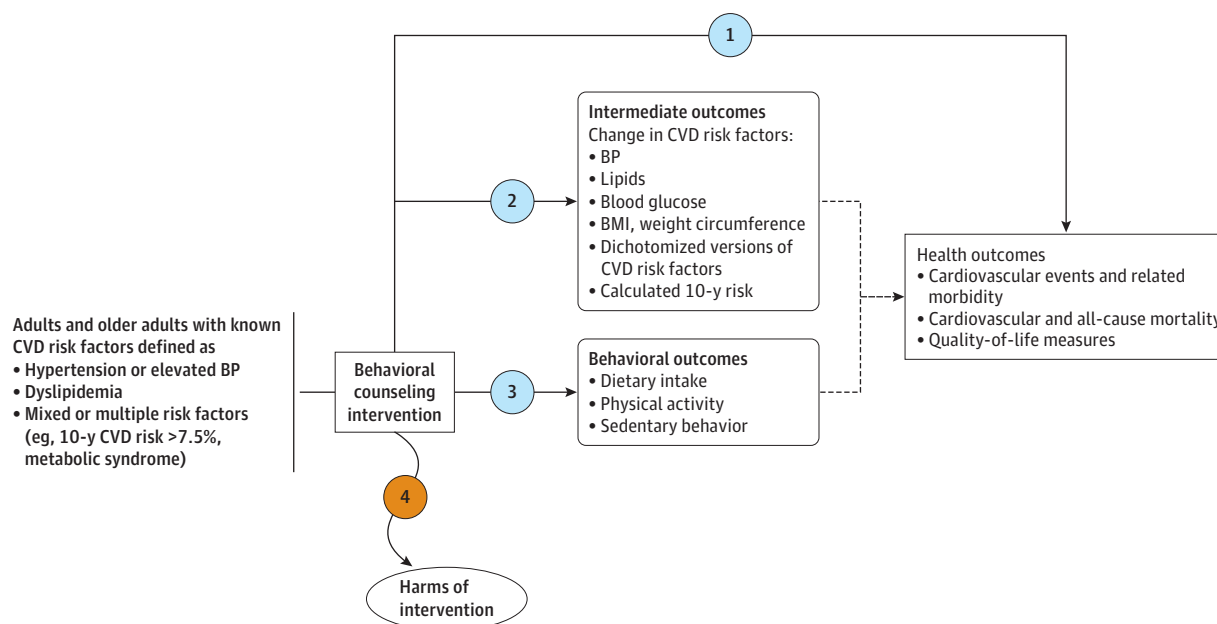 1
Intermediate outcomes
Change in CVD risk factors:
• BP
• Lipids
• Blood glucose
• BMI, weight circumference
• Dichotomized versions of
CVD risk factors
• Calculated 10-y risk
2
Health outcomes
• Cardiovascular events and related
morbidity
• Cardiovascular and all-cause mortality
• Quality-of-life measures
Adults and older adults with known
CVD risk factors defined as
• Hypertension or elevated BP
• Dyslipidemia
• Mixed or multiple risk factors
(eg, 10-y CVD risk >7.5%,
metabolic syndrome)
Behavioral
counseling
intervention
3
Behavioral outcomes
• Dietary intake
• Physical activity
• Sedentary behavior
4
Harms of
intervention